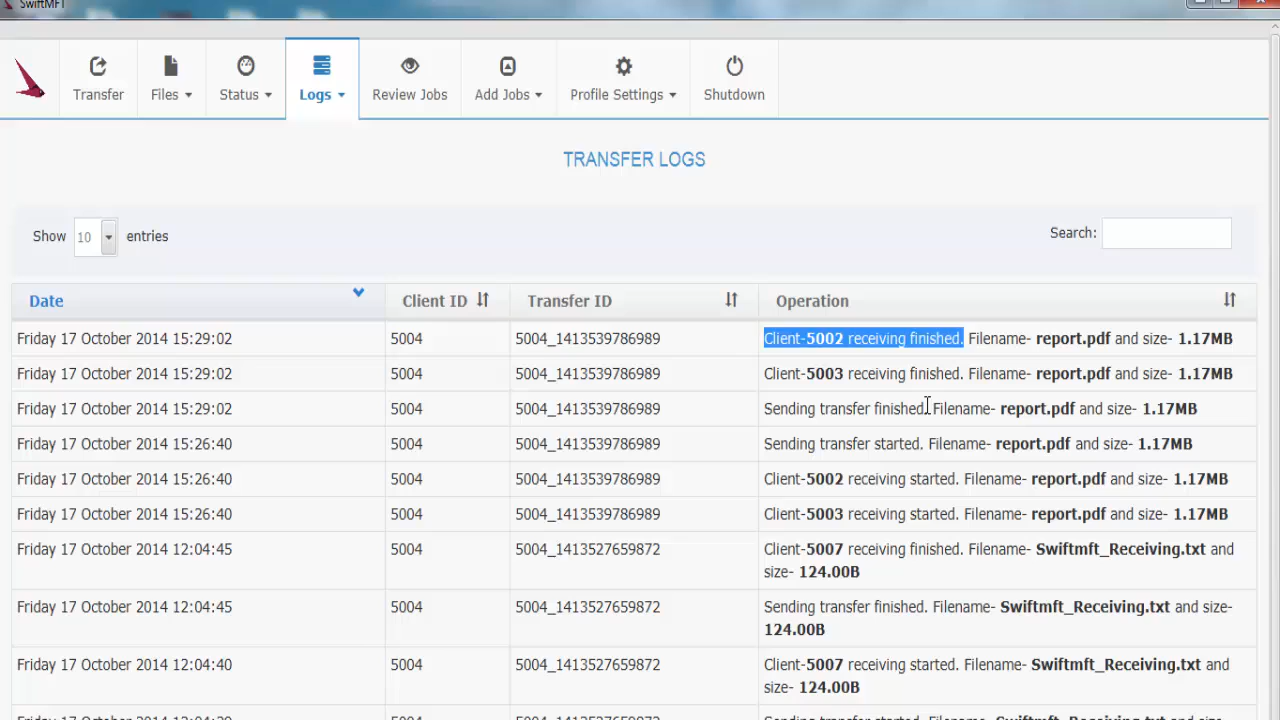 SwiftMFT
Transfer
Files
Status
Logs
Review Jobs
Add Jobs
Profile Settings
Shutdown
TRANSFER LOGS
Show 10 entries
Search:
Date Client ID Transfer ID Operation
Friday 17 October 2014 15:29:02 5004 5004_1413539786989 Client-5002 receiving finished. Filename- report.pdf and size- 1.17MB
Friday 17 October 2014 15:29:02 5004 5004_1413539786989 Client-5003 receiving finished. Filename- report.pdf and size- 1.17MB
Friday 17 October 2014 15:29:02 5004 5004_1413539786989 Sending transfer finished. Filename- report.pdf and size- 1.17MB
Friday 17 October 2014 15:26:40 5004 5004_1413539786989 Sending transfer started. Filename- report.pdf and size- 1.17MB
Friday 17 October 2014 15:26:40 5004 5004_1413539786989 Client-5002 receiving started. Filename- report.pdf and size- 1.17MB
Friday 17 October 2014 15:26:40 5004 5004_1413539786989 Client-5003 receiving started. Filename- report.pdf and size- 1.17MB
Friday 17 October 2014 12:04:45 5004 5004_1413527659872 Client-5007 receiving finished. Filename- Swiftmft_Receiving.txt and
size- 124.00B
Friday 17 October 2014 12:04:45 5004 5004_1413527659872 Sending transfer finished. Filename- Swiftmft_Receiving.txt and size-
124.00B
Friday 17 October 2014 12:04:40 5004 5004_1413527659872 Client-5007 receiving started. Filename- Swiftmft_Receiving.txt and
size- 124.00B